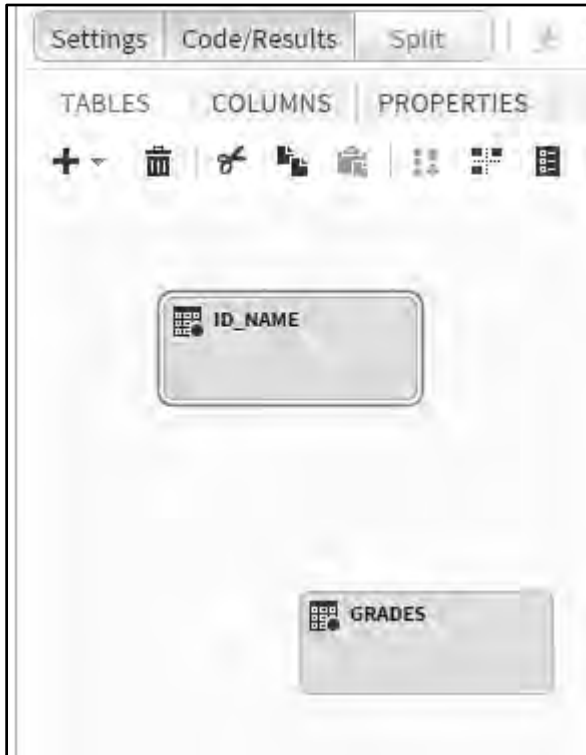 Settings Code/Results Split
TABLES COLUMNS PROPERTIES
ID_NAME
GRADES